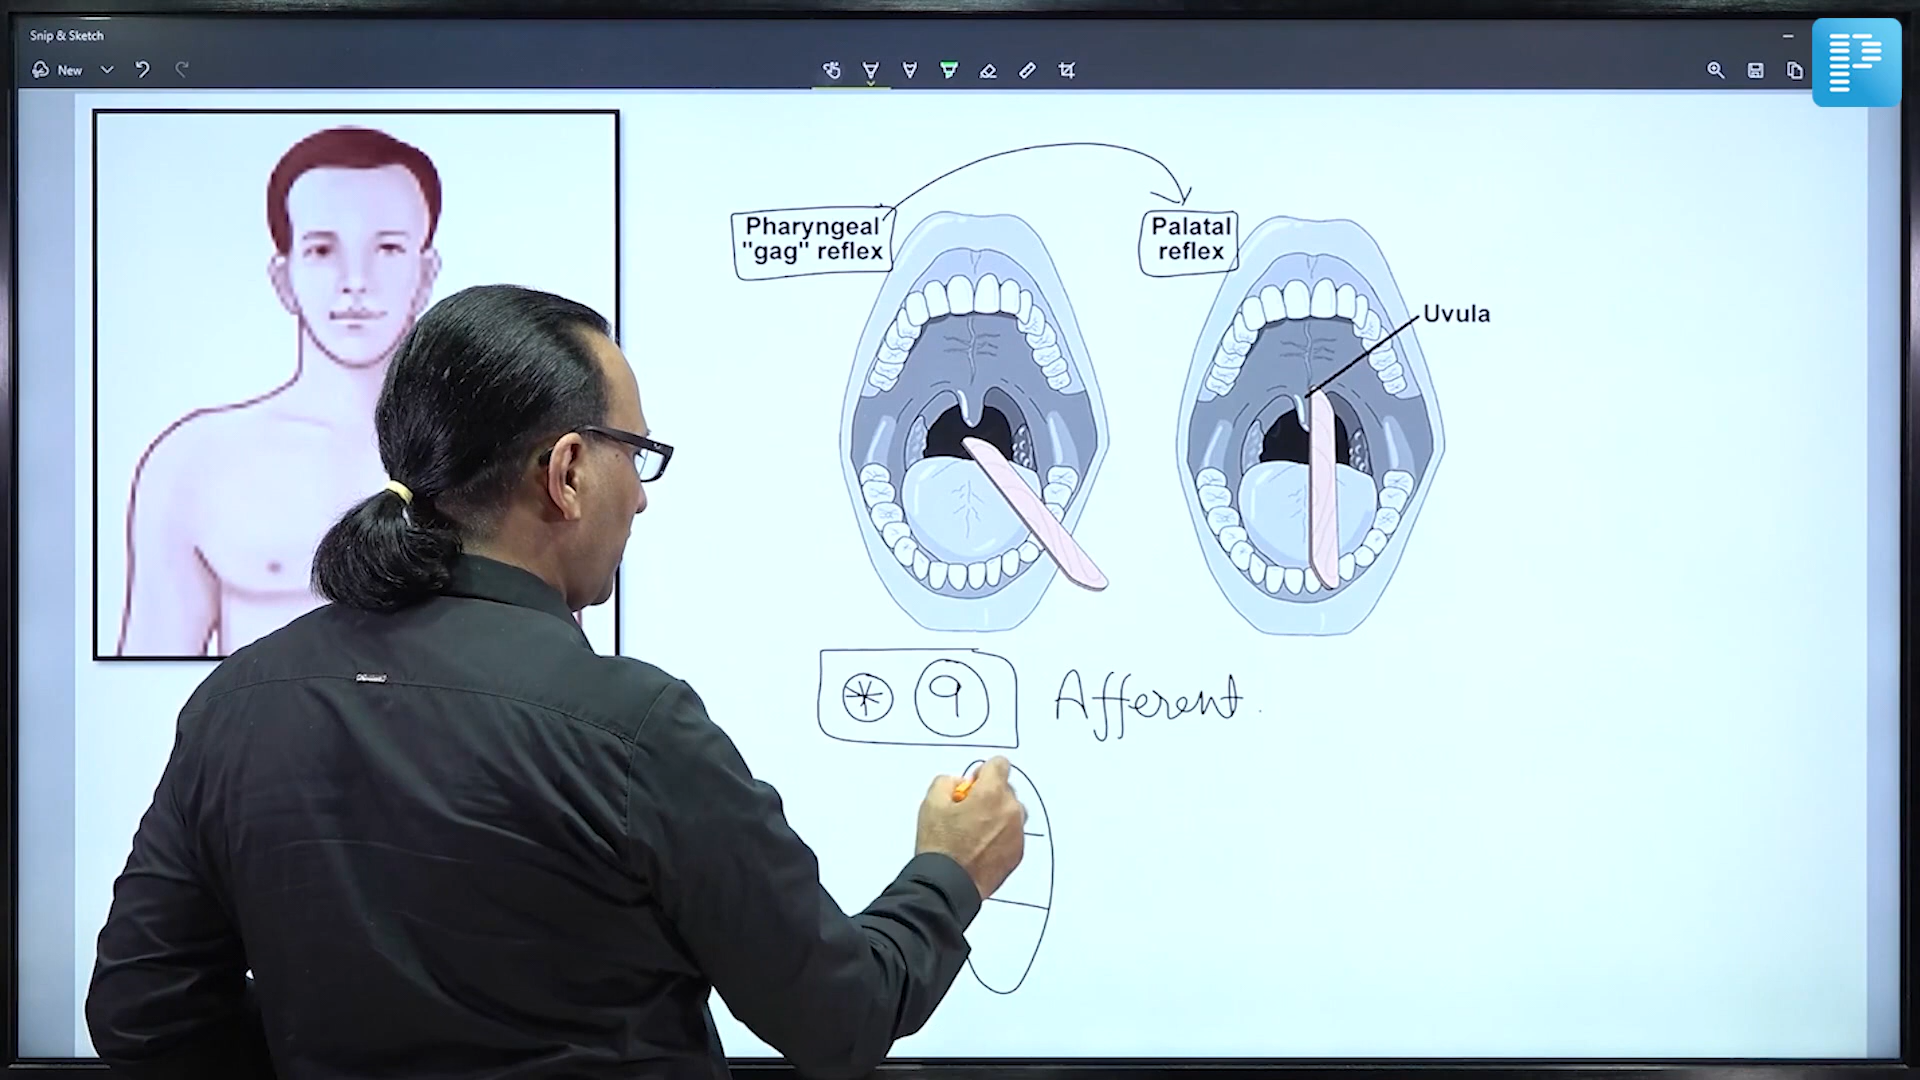 Snip & Sketch
New
Pharyngeal
"gag" reflex
Palatal
reflex
Uvula
9 Afferent.